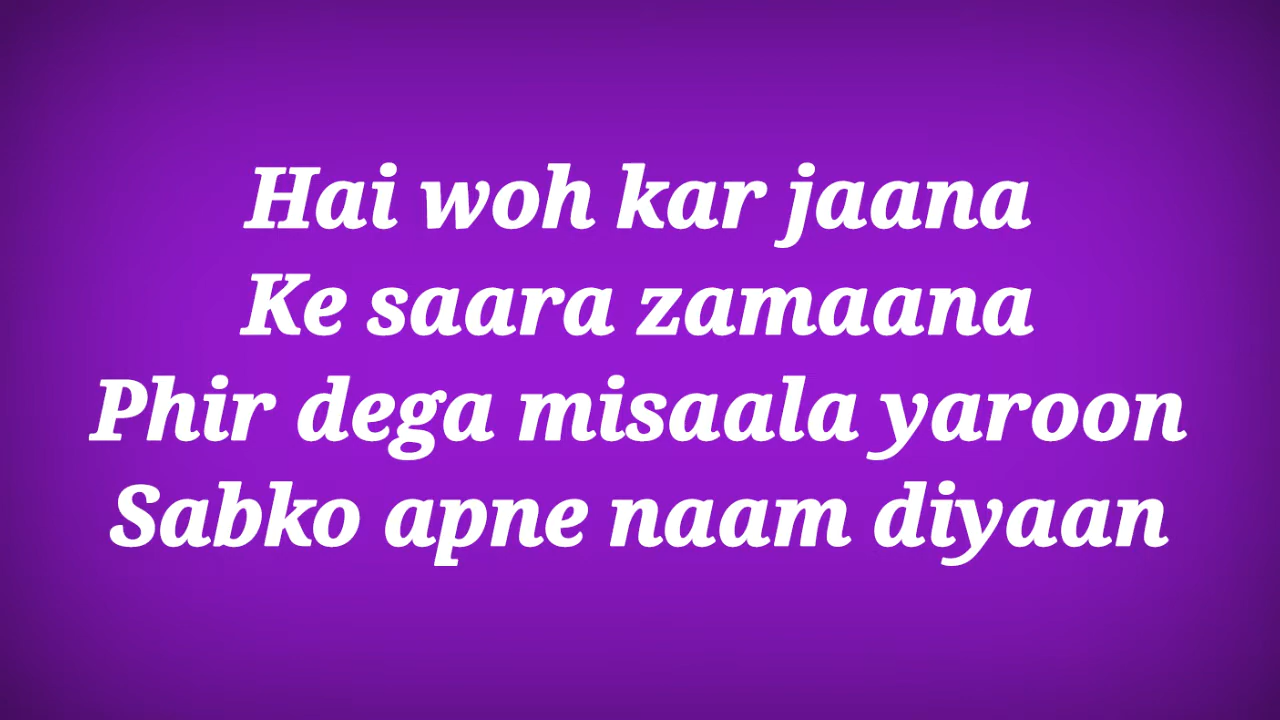 Hai woh kar jaana
Ke saara zamaana
Phir dega misaala yaroon
Sabko apne naam diyaan